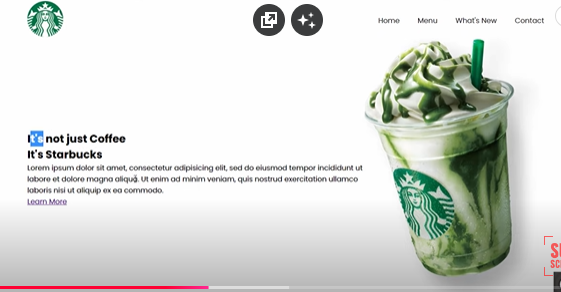 Home Menu What's New Contact
It's not just Coffee
It's Starbucks
Lorem ipsum dolor sit amet, consectetur adipisicing elit, sed do eiusmod tempor incididunt ut
labore et dolore magna aliqua. Ut enim ad minim veniam, quis nostrud exercitation ullamco
laboris nisi ut aliquip ex ea commodo.
Learn More